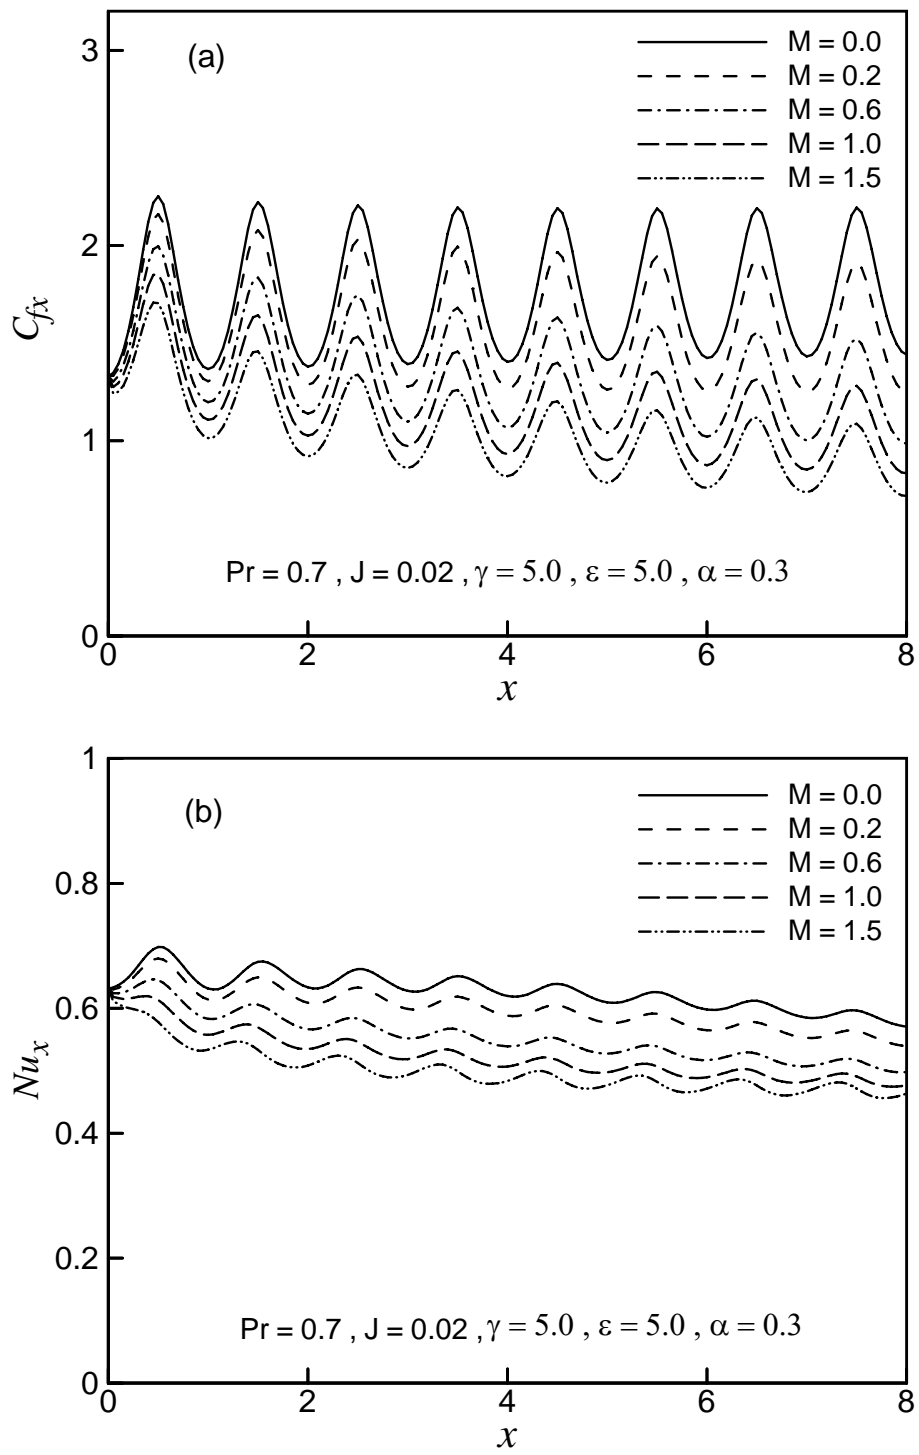 (a)
M = 0.0
M = 0.2
M = 0.6
M = 1.0
M = 1.5
3
2
1
0
C_fx
Pr = 0.7 , J = 0.02 , γ = 5.0 , ε = 5.0 , α = 0.3
0 2 4 6 8
x
(b)
M = 0.0
M = 0.2
M = 0.6
M = 1.0
M = 1.5
1
0.8
0.6
0.4
0.2
0
Nu_x
Pr = 0.7 , J = 0.02 , γ = 5.0 , ε = 5.0 , α = 0.3
0 2 4 6 8
x